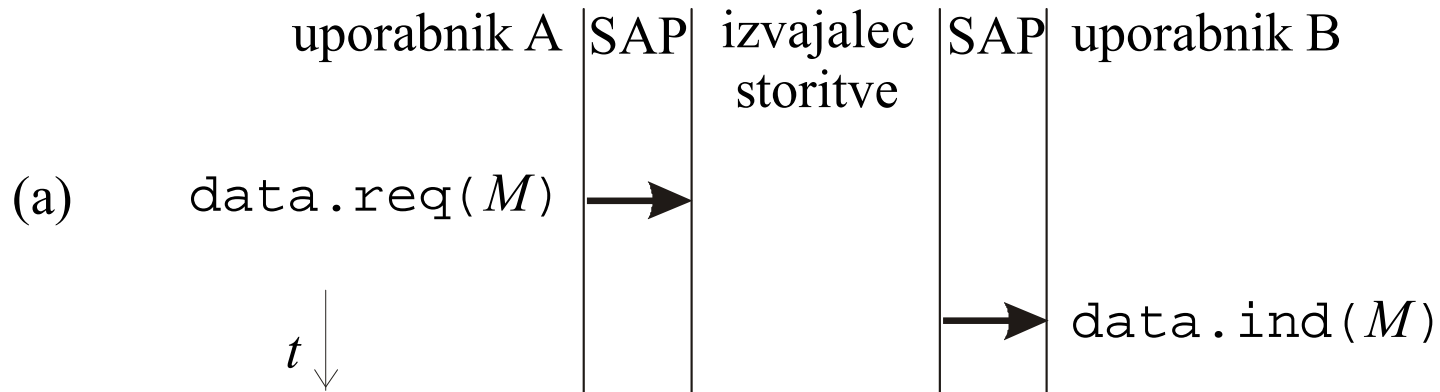 uporabnik A SAP izvajalec storitve SAP uporabnik B
(a) data.req(M)
data.ind(M)
t